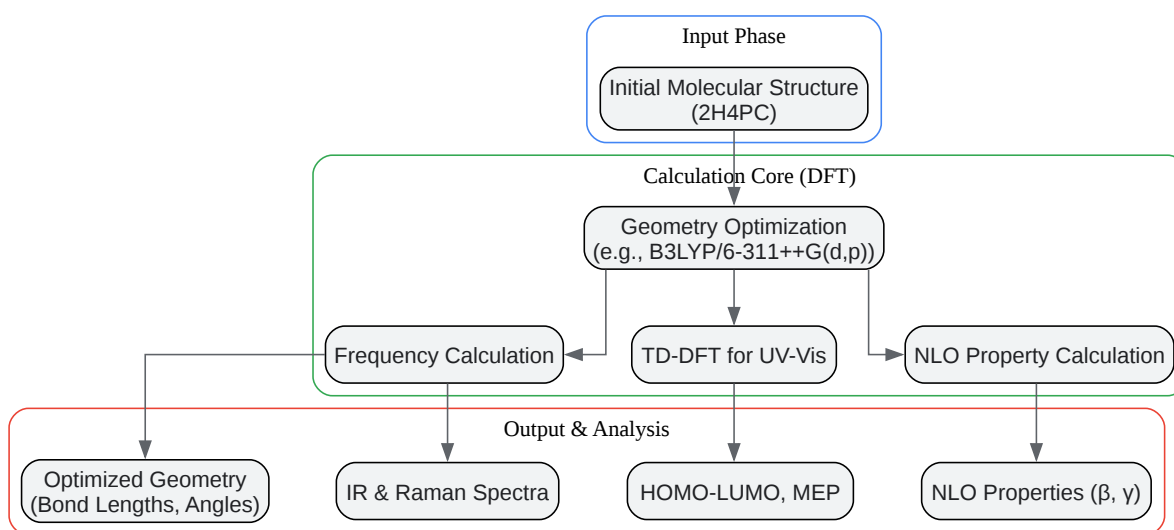 Input Phase
Initial Molecular Structure
(2H4PC)
Calculation Core (DFT)
Geometry Optimization
(e.g., B3LYP/6-311++G(d,p))
Frequency Calculation
TD-DFT for UV-Vis
NLO Property Calculation
Output & Analysis
Optimized Geometry
(Bond Lengths, Angles)
IR & Raman Spectra
HOMO-LUMO, MEP
NLO Properties (β, γ)